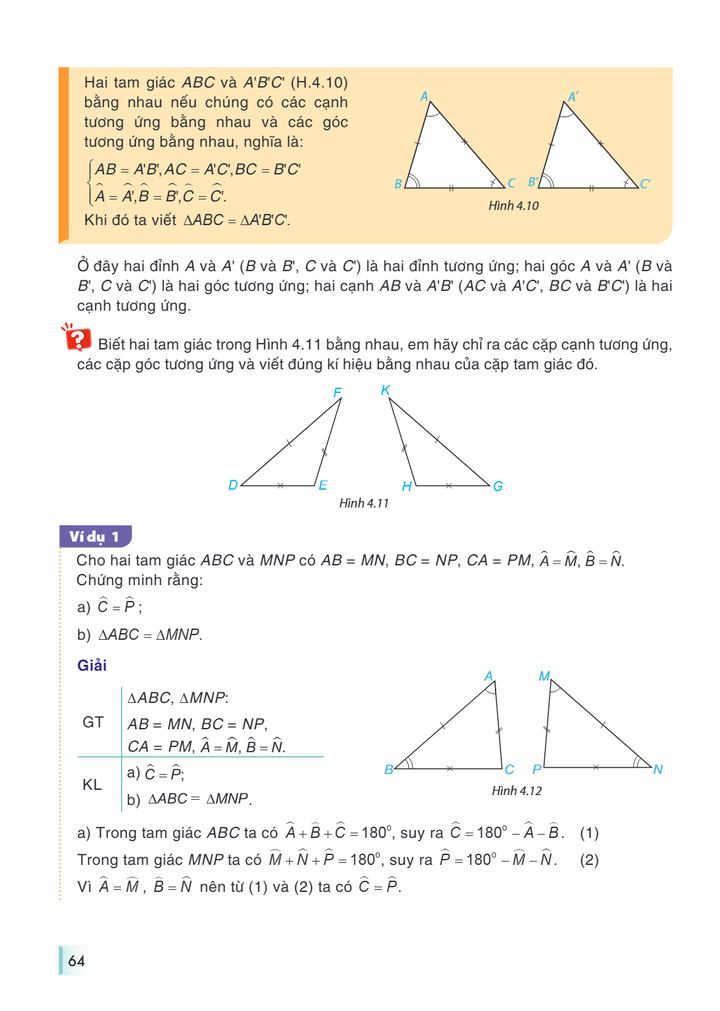 Hai tam giác ABC và A'B'C' (H.4.10)
bằng nhau nếu chúng có các cạnh
tương ứng bằng nhau và các góc
tương ứng bằng nhau, nghĩa là:
AB = A'B', AC = A'C', BC = B'C'
Â = Â', B̂ = B̂', Ĉ = Ĉ'.
Khi đó ta viết ΔABC = ΔA'B'C'.
A
B
C
A'
B'
C'
Hình 4.10
Ở đây hai đỉnh A và A' (B và B', C và C') là hai đỉnh tương ứng; hai góc A và A' (B và
B', C và C') là hai góc tương ứng; hai cạnh AB và A'B' (AC và A'C', BC và B'C') là hai
cạnh tương ứng.
? Biết hai tam giác trong Hình 4.11 bằng nhau, em hãy chỉ ra các cặp cạnh tương ứng,
các cặp góc tương ứng và viết đúng kí hiệu bằng nhau của cặp tam giác đó.
F
K
D
E
H
G
Hình 4.11
Ví dụ 1
Cho hai tam giác ABC và MNP có AB = MN, BC = NP, CA = PM, Â = M̂, B̂ = N̂.
Chứng minh rằng:
a) Ĉ = P̂ ;
b) ΔABC = ΔMNP.
Giải
GT
ΔABC, ΔMNP:
AB = MN, BC = NP,
CA = PM, Â = M̂, B̂ = N̂.
KL
a) Ĉ = P̂;
b) ΔABC = ΔMNP.
A
B
C
M
P
N
Hình 4.12
a) Trong tam giác ABC ta có Â + B̂ + Ĉ = 180°, suy ra Ĉ = 180° − Â − B̂. (1)
Trong tam giác MNP ta có M̂ + N̂ + P̂ = 180°, suy ra P̂ = 180° − M̂ − N̂. (2)
Vì Â = M̂ , B̂ = N̂ nên từ (1) và (2) ta có Ĉ = P̂.
64